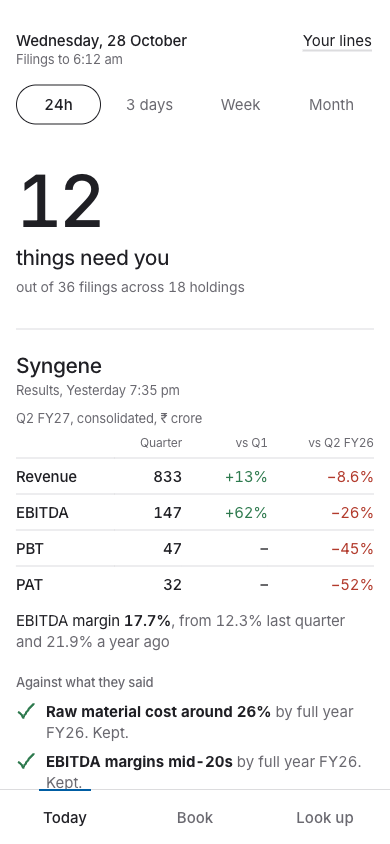 Wednesday, 28 October
Your lines
Filings to 6:12 am
24h 3 days Week Month
12
things need you
out of 36 filings across 18 holdings
Syngene
Results, Yesterday 7:35 pm
Q2 FY27, consolidated, ₹ crore
Quarter vs Q1 vs Q2 FY26
Revenue 833 +13% −8.6%
EBITDA 147 +62% −26%
PBT 47 – −45%
PAT 32 – −52%
EBITDA margin 17.7%, from 12.3% last quarter
and 21.9% a year ago
Against what they said
Raw material cost around 26% by full year
FY26. Kept.
EBITDA margins mid-20s by full year FY26.
Kept.
Today Book Look up